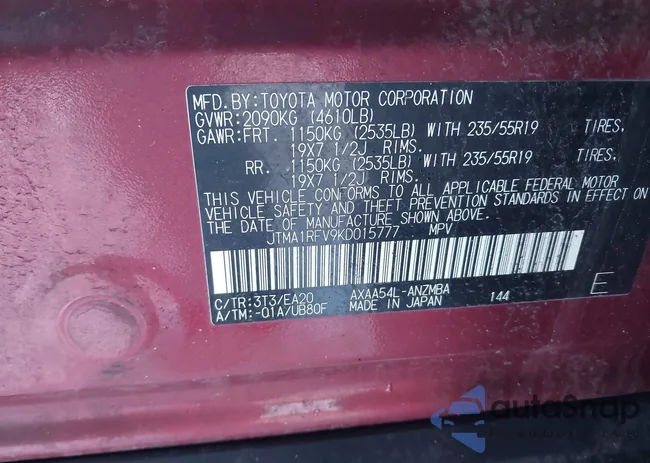 MFD.BY:TOYOTA MOTOR CORPORATION
GVWR:2090KG (4610LB)
GAWR:FRT. 1150KG (2535LB) WITH 235/55R19 TIRES,
19X7 1/2J RIMS.
RR. 1150KG (2535LB) WITH 235/55R19 TIRES,
19X7 1/2J RIMS.
THIS VEHICLE CONFORMS TO ALL APPLICABLE FEDERAL MOTOR
VEHICLE SAFETY AND THEFT PREVENTION STANDARDS IN EFFECT ON
THE DATE OF MANUFACTURE SHOWN ABOVE.
JTMA1RFV9KD015777 MPV
C/TR:3T3/EA20 AXAA54L-ANZMBA
A/TM:-01A/UB80F MADE IN JAPAN 144 E
autoSnap